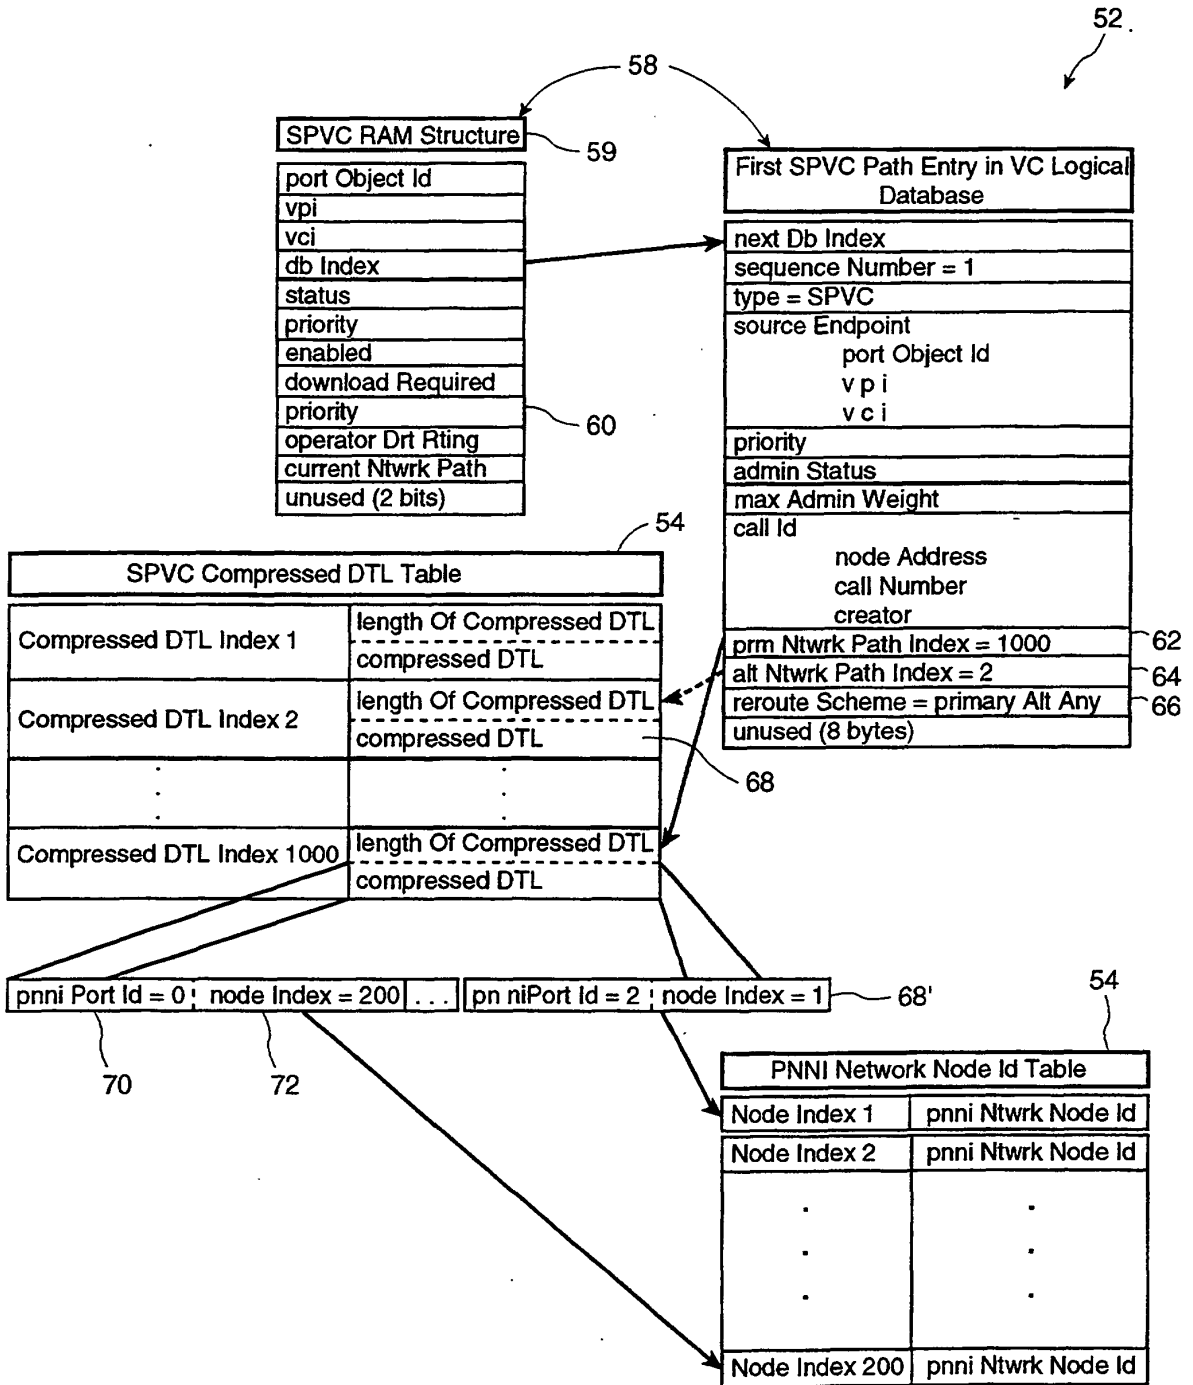 52
58
SPVC RAM Structure
59
port Object Id
vpi
vci
db Index
status
priority
enabled
download Required
priority
60
operator Drt Rting
current Ntwrk Path
unused (2 bits)
First SPVC Path Entry in VC Logical
Database
next Db Index
sequence Number = 1
type = SPVC
source Endpoint
port Object Id
v p i
v c i
priority
admin Status
max Admin Weight
call Id
node Address
call Number
creator
prm Ntwrk Path Index = 1000
62
alt Ntwrk Path Index = 2
64
reroute Scheme = primary Alt Any
66
unused (8 bytes)
54
SPVC Compressed DTL Table
Compressed DTL Index 1
length Of Compressed DTL
compressed DTL
Compressed DTL Index 2
length Of Compressed DTL
compressed DTL
68
. .
. .
. .
Compressed DTL Index 1000
length Of Compressed DTL
compressed DTL
pnni Port Id = 0 node Index = 200 . . . pn niPort Id = 2 node Index = 1
68'
70
72
54
PNNI Network Node Id Table
Node Index 1 pnni Ntwrk Node Id
Node Index 2 pnni Ntwrk Node Id
. .
. .
. .
Node Index 200 pnni Ntwrk Node Id